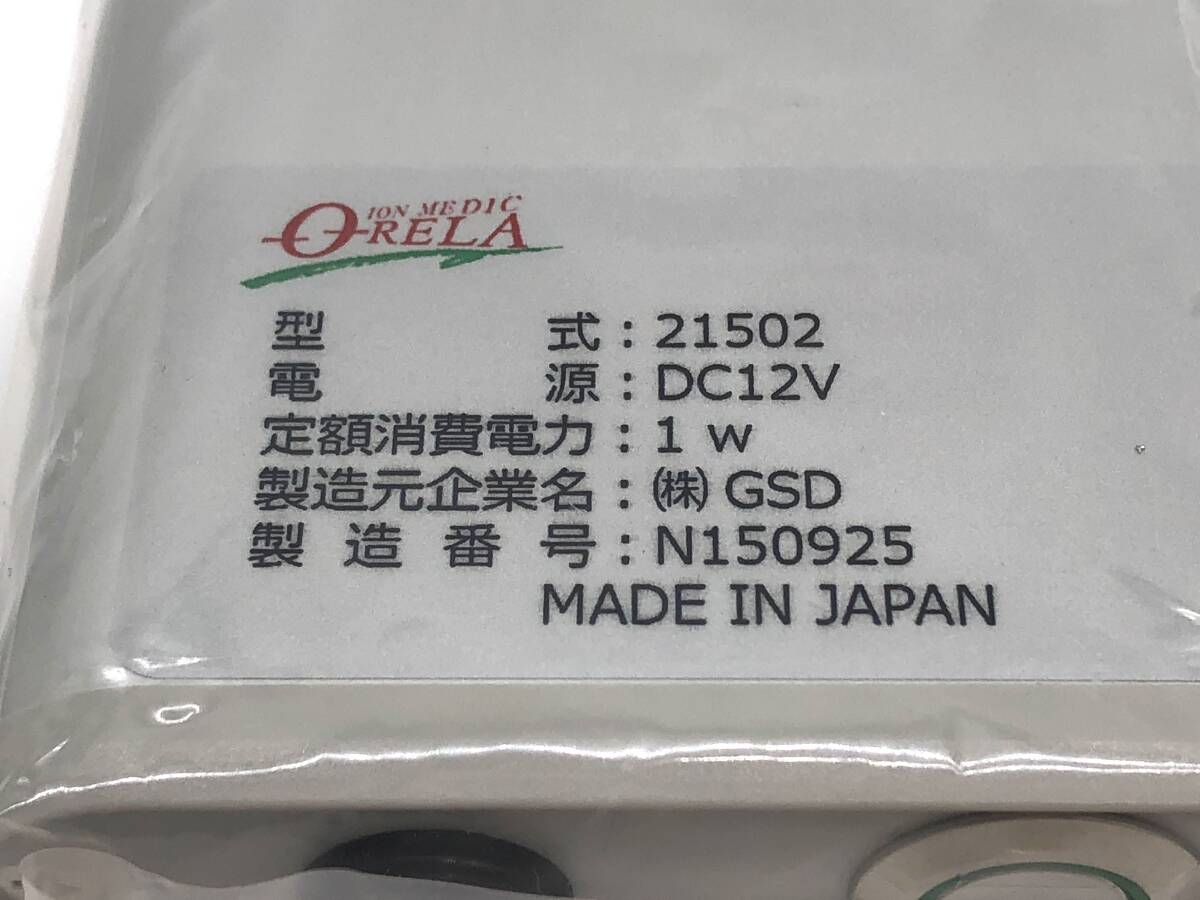 ION MEDIC
ORELA
型 式：21502
電 源：DC12V
定額消費電力：1 w
製造元企業名：㈱ GSD
製 造 番 号：N150925
MADE IN JAPAN